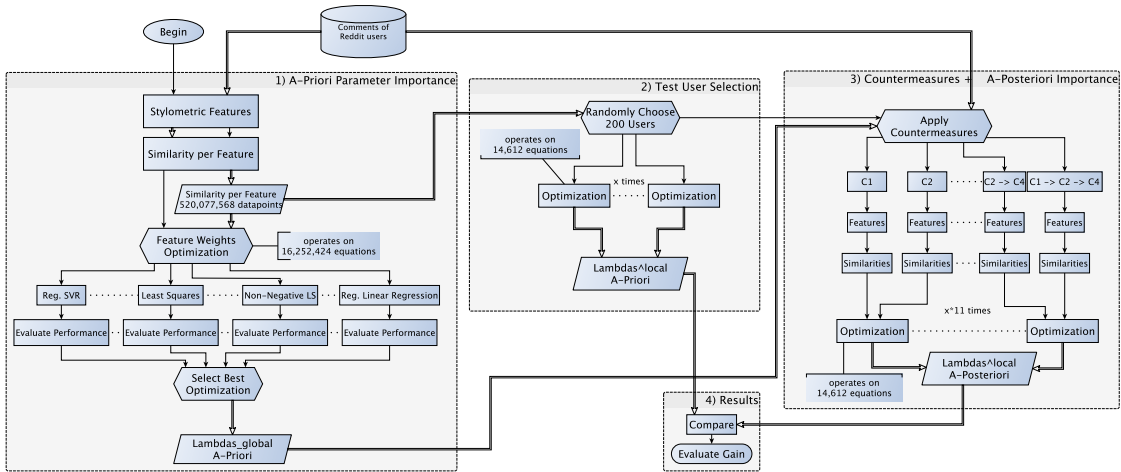 Begin
Comments of
Reddit users
1) A-Priori Parameter Importance
Stylometric Features
Similarity per Feature
Similarity per Feature
520,077,568 datapoints
Feature Weights
Optimization
operates on
16,252,424 equations
Reg. SVR
Least Squares
Non-Negative LS
Reg. Linear Regression
Evaluate Performance
Evaluate Performance
Evaluate Performance
Evaluate Performance
Select Best
Optimization
Lambdas_global
A-Priori
2) Test User Selection
Randomly Choose
200 Users
operates on
14,612 equations
x times
Optimization
Optimization
Lambdas^local
A-Priori
3) Countermeasures + A-Posteriori Importance
Apply
Countermeasures
C1
C2
C2 -> C4
C1 -> C2 -> C4
Features
Features
Features
Features
Similarities
Similarities
Similarities
Similarities
x*11 times
Optimization
Optimization
Lambdas^local
A-Posteriori
operates on
14,612 equations
4) Results
Compare
Evaluate Gain